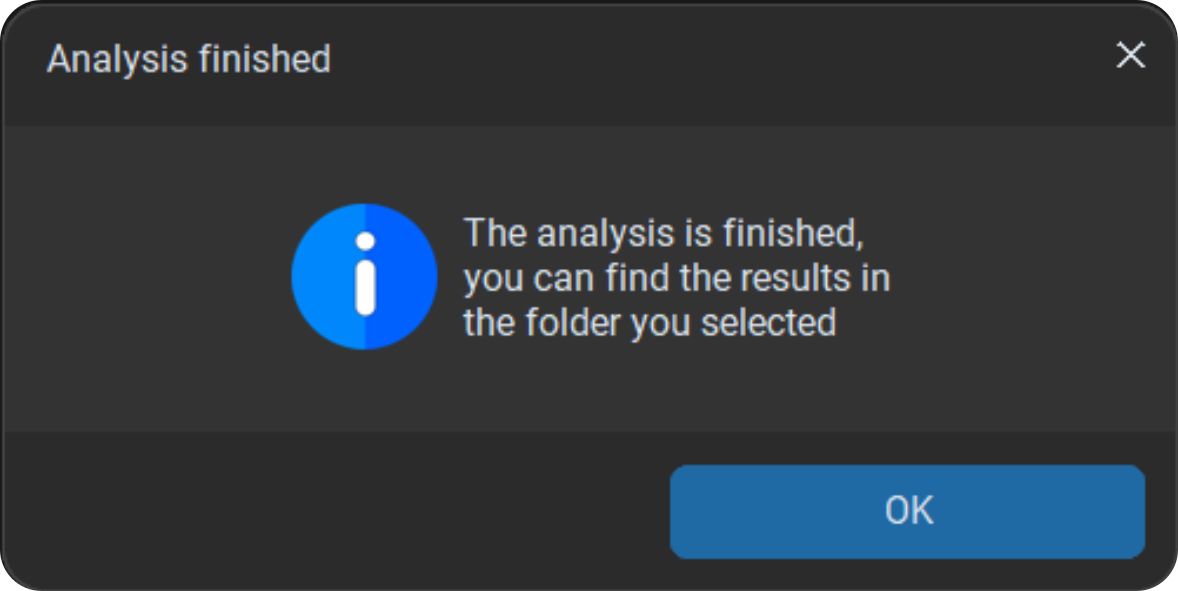 Analysis finished
The analysis is finished,
you can find the results in
the folder you selected
OK